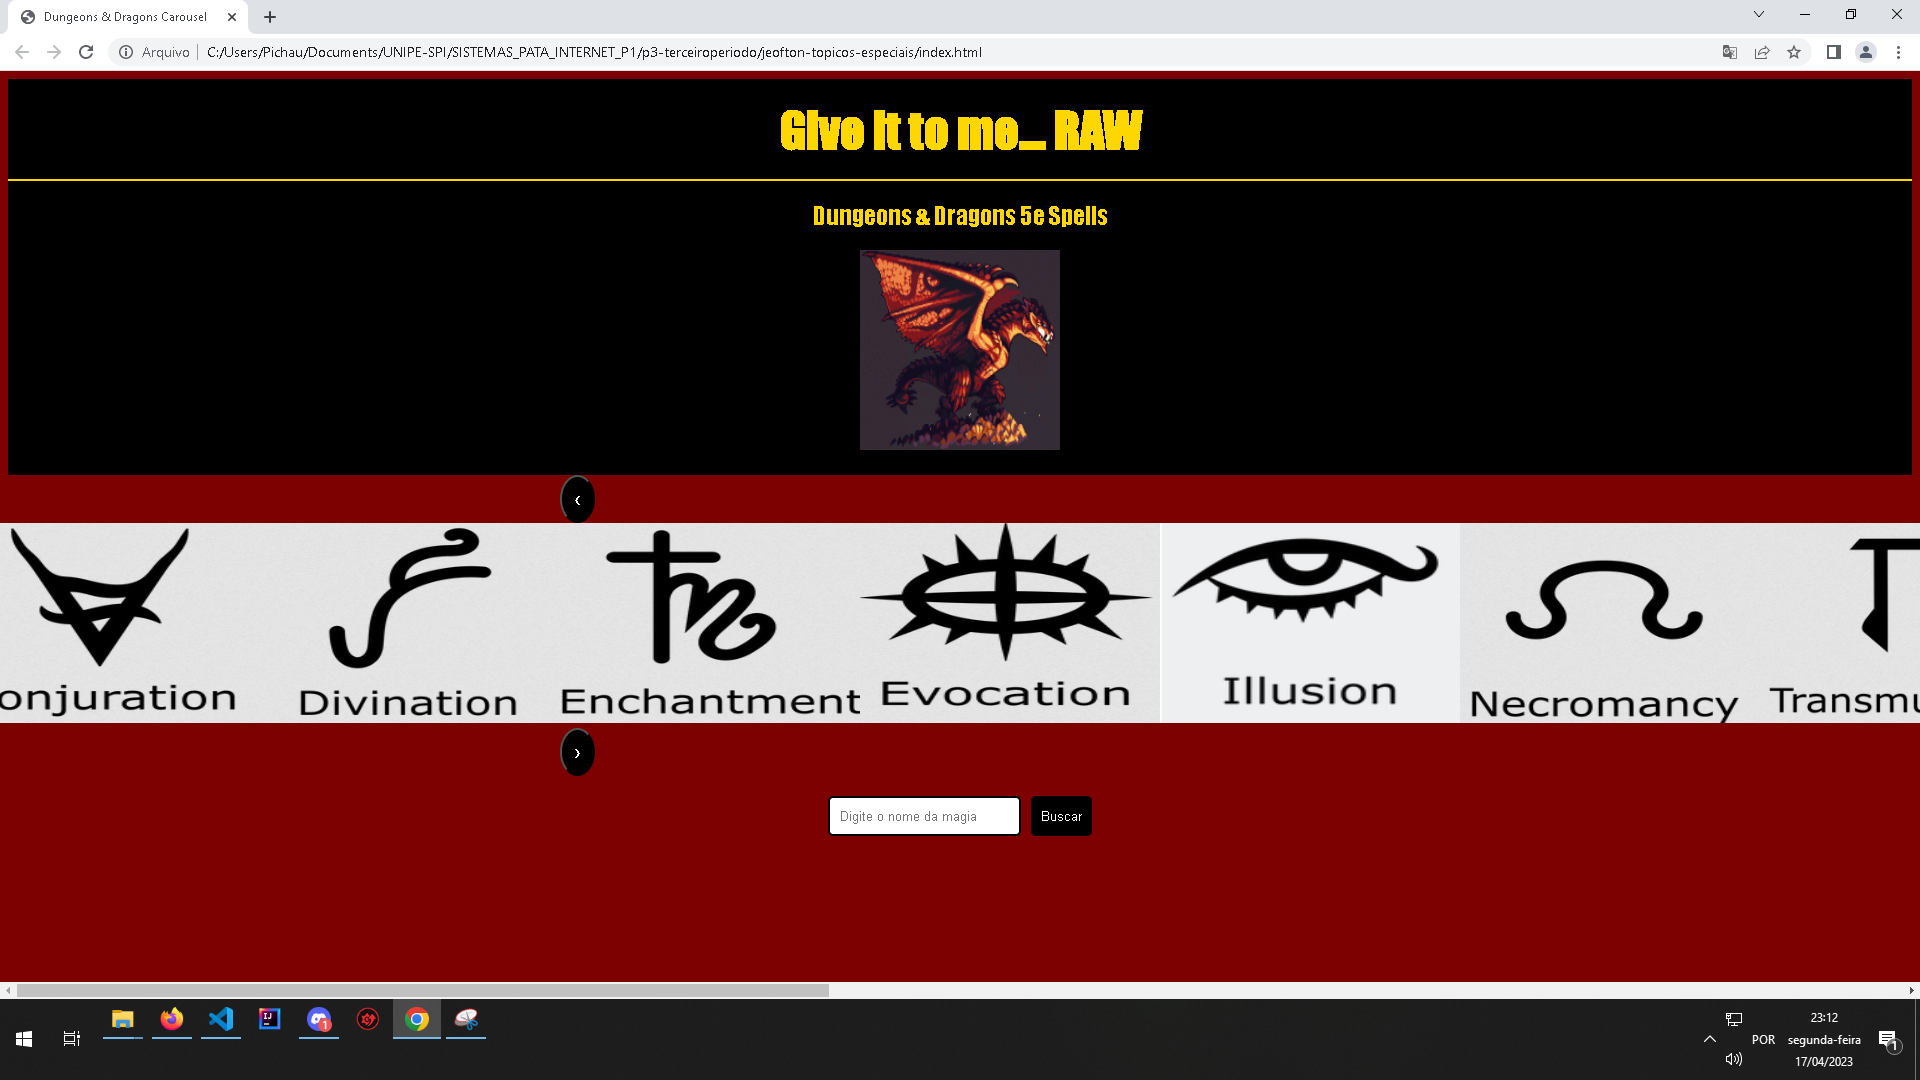 Dungeons & Dragons Carousel
Arquivo
C:/Users/Pichau/Documents/UNIPE-SPI/SISTEMAS_PATA_INTERNET_P1/p3-terceiroperiodo/jeofton-topicos-especiais/index.html
Give it to me... RAW
Dungeons & Dragons 5e Spells
‹
onjuration
Divination
Enchantment
Evocation
Illusion
Necromancy
Transmu
›
Digite o nome da magia
Buscar
23:12
POR
segunda-feira
17/04/2023
1
1